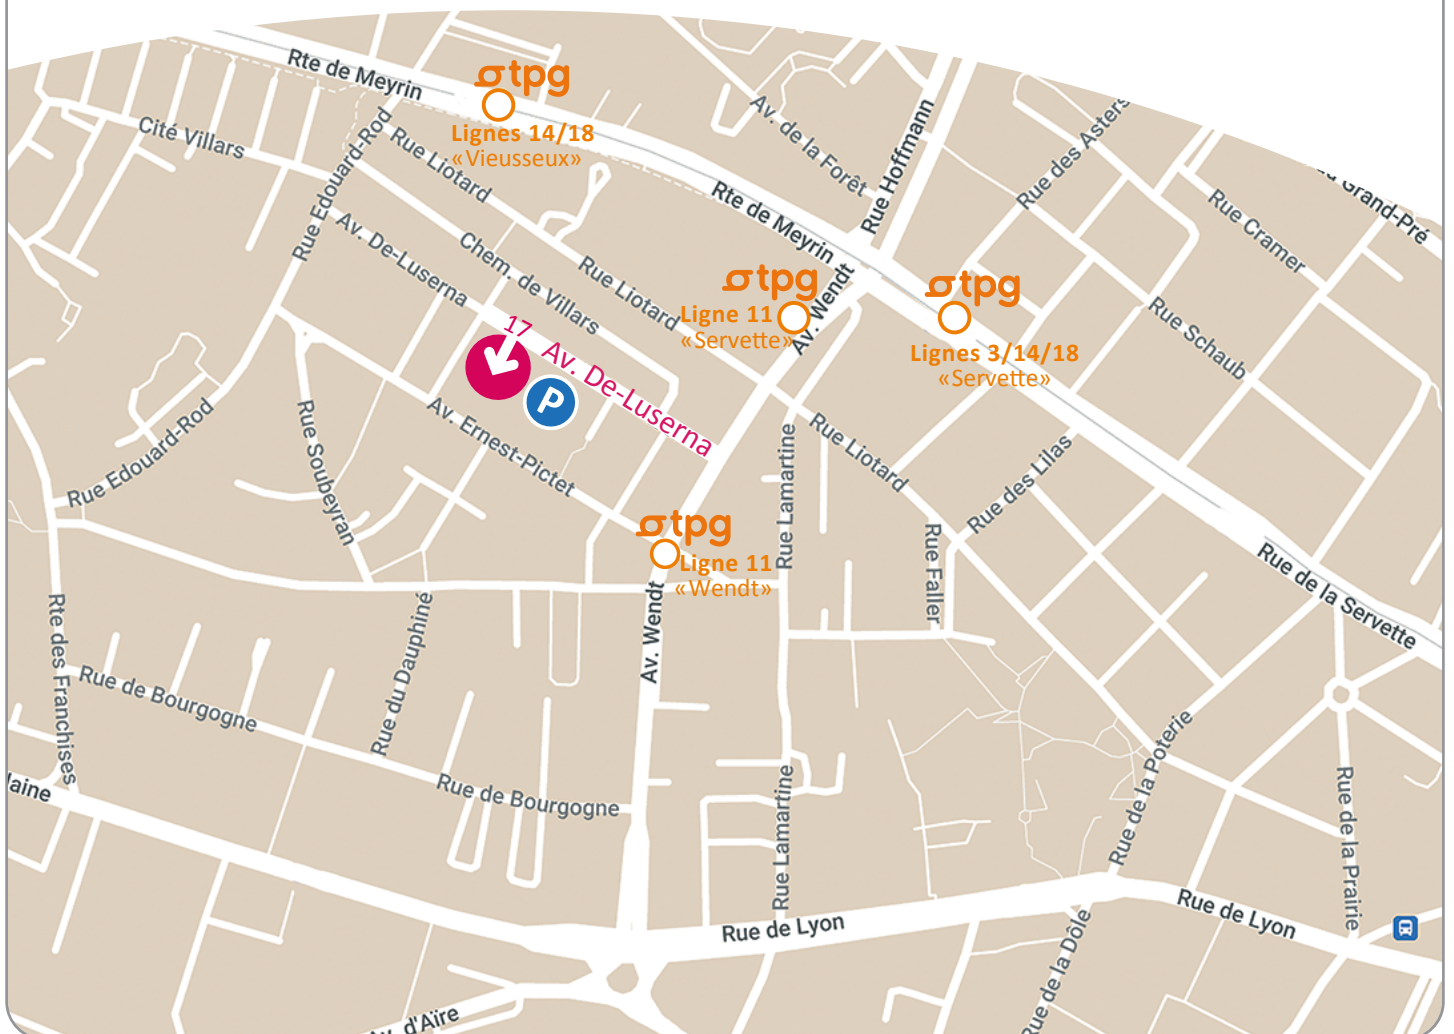 Rte de Meyrin
σtpg
Lignes 14/18
«Vieusseux»
Cité Villars
Rue Edouard-Rod
Rue Liotard
Av. de la Forêt
Rue Hoffmann
Rue des Asters
Grand-Pré
Rue Cramer
Rte de Meyrin
Av. De-Luserna
Chem. de Villars
Rue Liotard
σtpg
Ligne 11
«Servette»
Av. Wendt
σtpg
Lignes 3/14/18
«Servette»
Rue Schaub
17 Av. De-Luserna
P
Av. Ernest-Pictet
Rue Edouard-Rod
Rue Soubeyran
Rue Lamartine
Rue Liotard
Rue des Lilas
σtpg
Ligne 11
«Wendt»
Rue Faller
Rue de la Servette
Rte des Franchises
Rue du Dauphiné
Av. Wendt
Rue de Bourgogne
Rue de Bourgogne
Rue Lamartine
Rue de la Poterie
Rue de la Prairie
laine
Rue de Lyon
Rue de Lyon
Rue de la Dôle
Av. d'Aïre